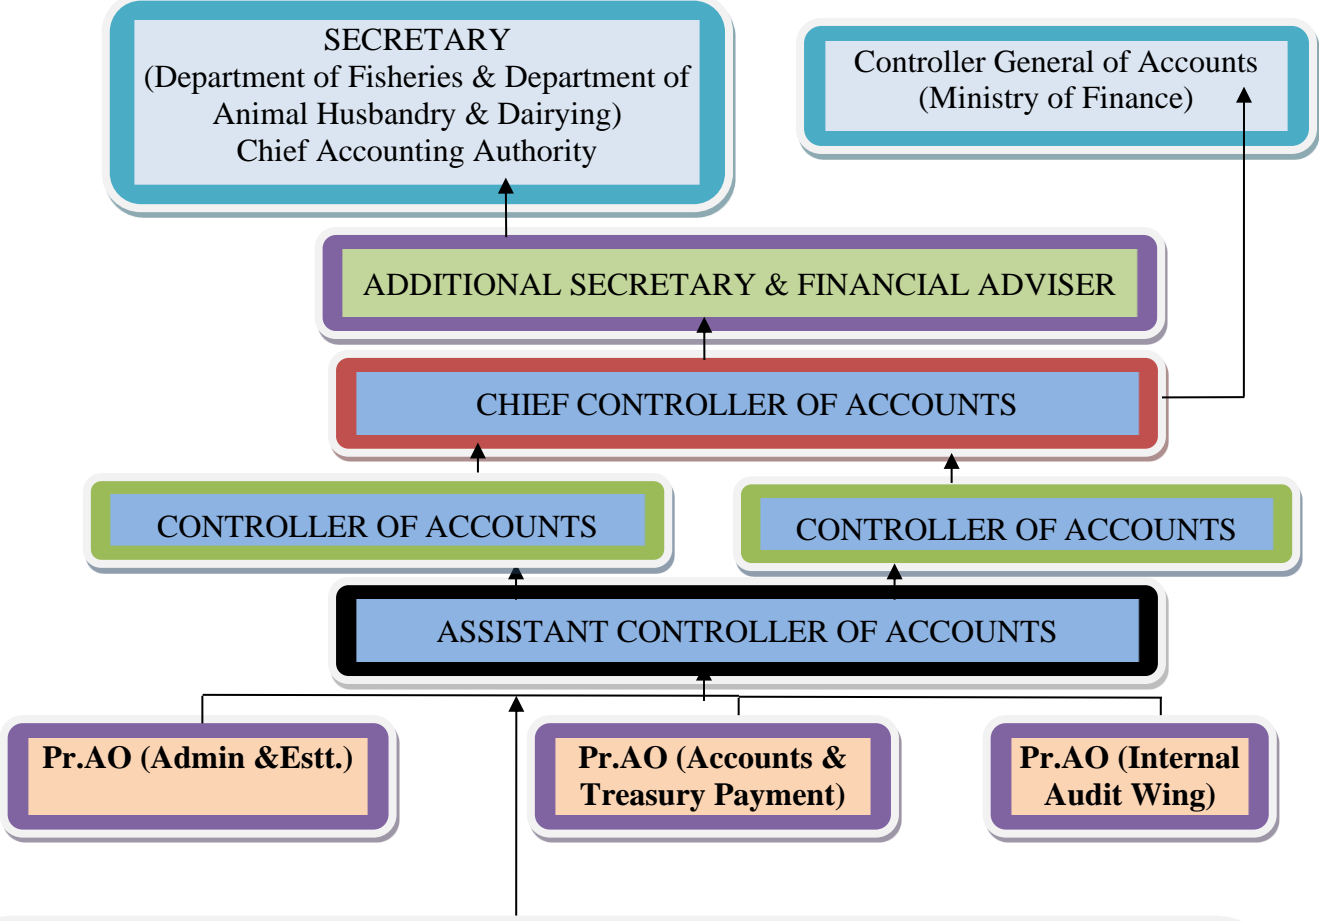 SECRETARY
(Department of Fisheries & Department of
Animal Husbandry & Dairying)
Chief Accounting Authority
Controller General of Accounts
(Ministry of Finance)
ADDITIONAL SECRETARY & FINANCIAL ADVISER
CHIEF CONTROLLER OF ACCOUNTS
CONTROLLER OF ACCOUNTS
CONTROLLER OF ACCOUNTS
ASSISTANT CONTROLLER OF ACCOUNTS
Pr.AO (Admin &Estt.)
Pr.AO (Accounts &
Treasury Payment)
Pr.AO (Internal
Audit Wing)